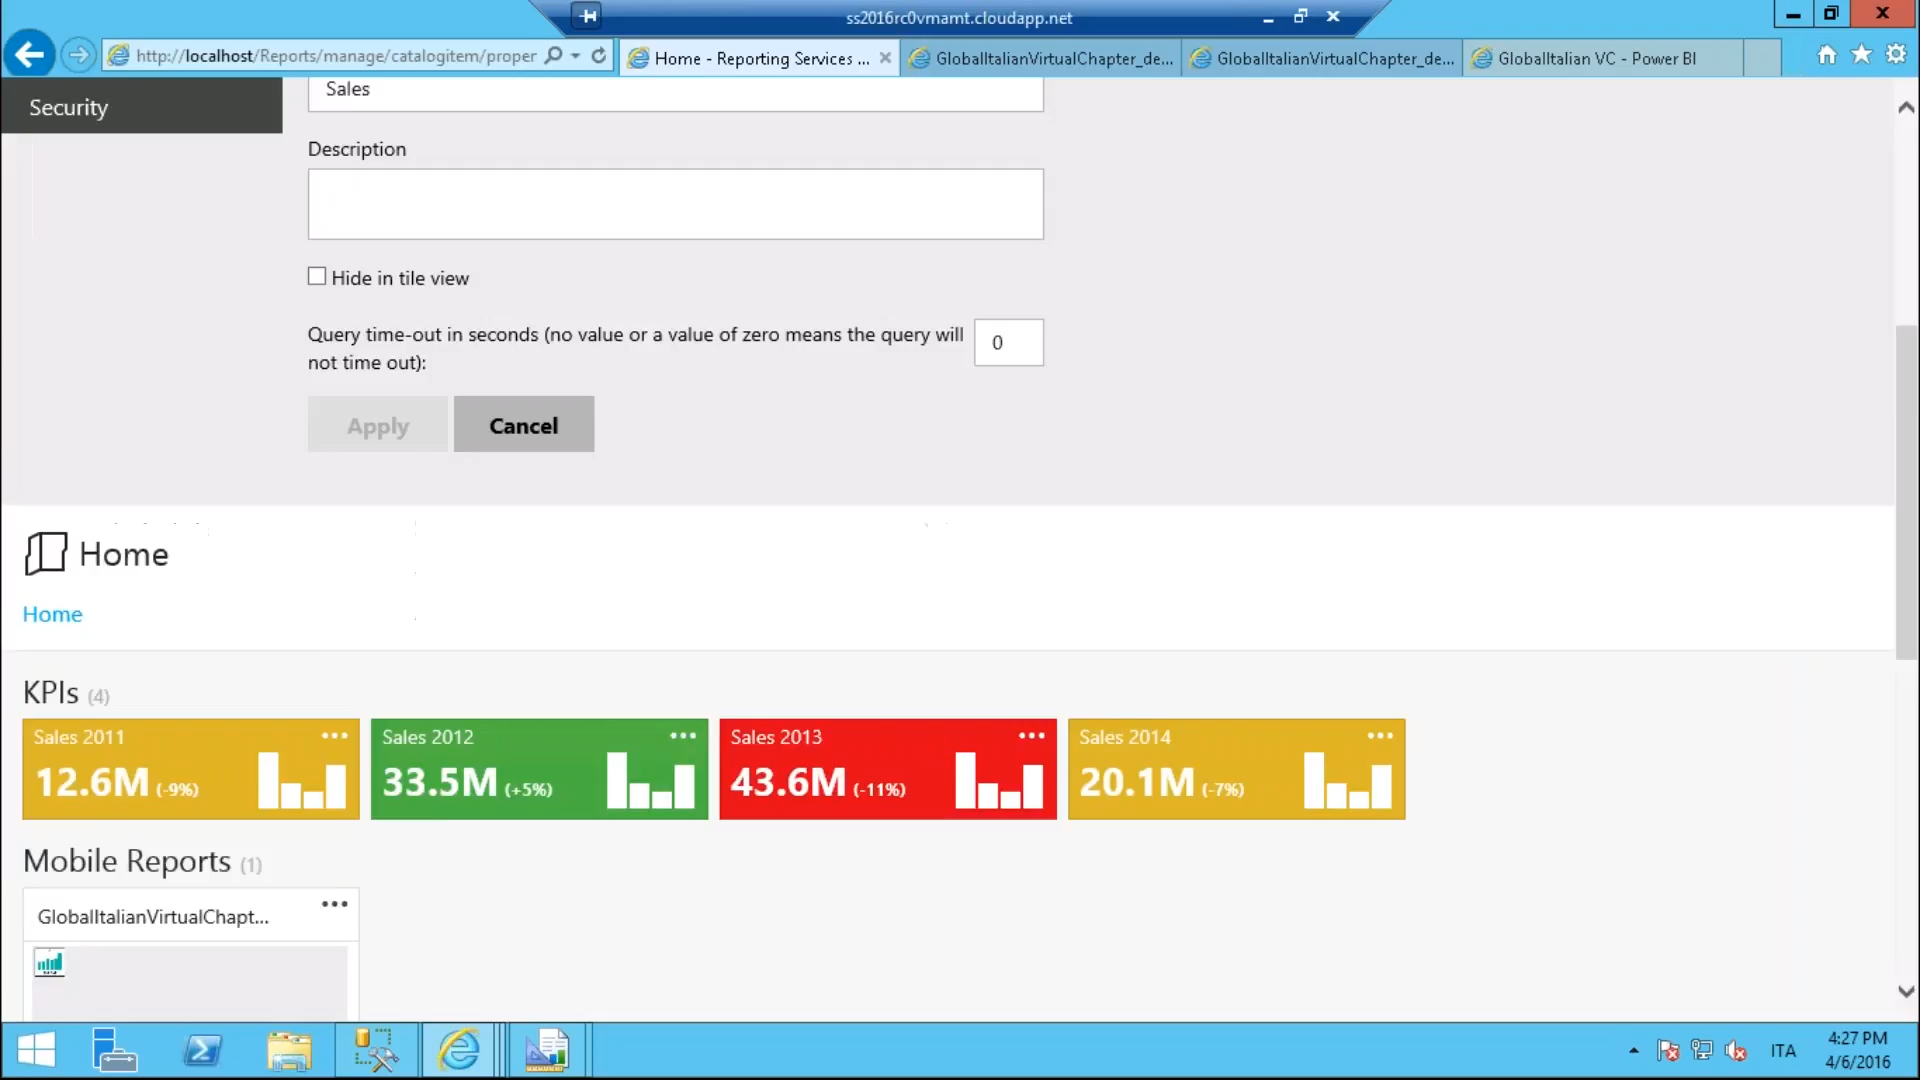 ss2016rc0vmamt.cloudapp.net
http://localhost/Reports/manage/catalogitem/proper
Home - Reporting Services ...
GlobalItalianVirtualChapter_de...
GlobalItalianVirtualChapter_de...
GlobalItalian VC - Power BI
Security
Sales
Description
Hide in tile view
Query time-out in seconds (no value or a value of zero means the query will
not time out):
0
Apply
Cancel
Home
Home
KPIs (4)
Sales 2011
12.6M (-9%)
Sales 2012
33.5M (+5%)
Sales 2013
43.6M (-11%)
Sales 2014
20.1M (-7%)
Mobile Reports (1)
GlobalItalianVirtualChapt...
ITA
4:27 PM
4/6/2016